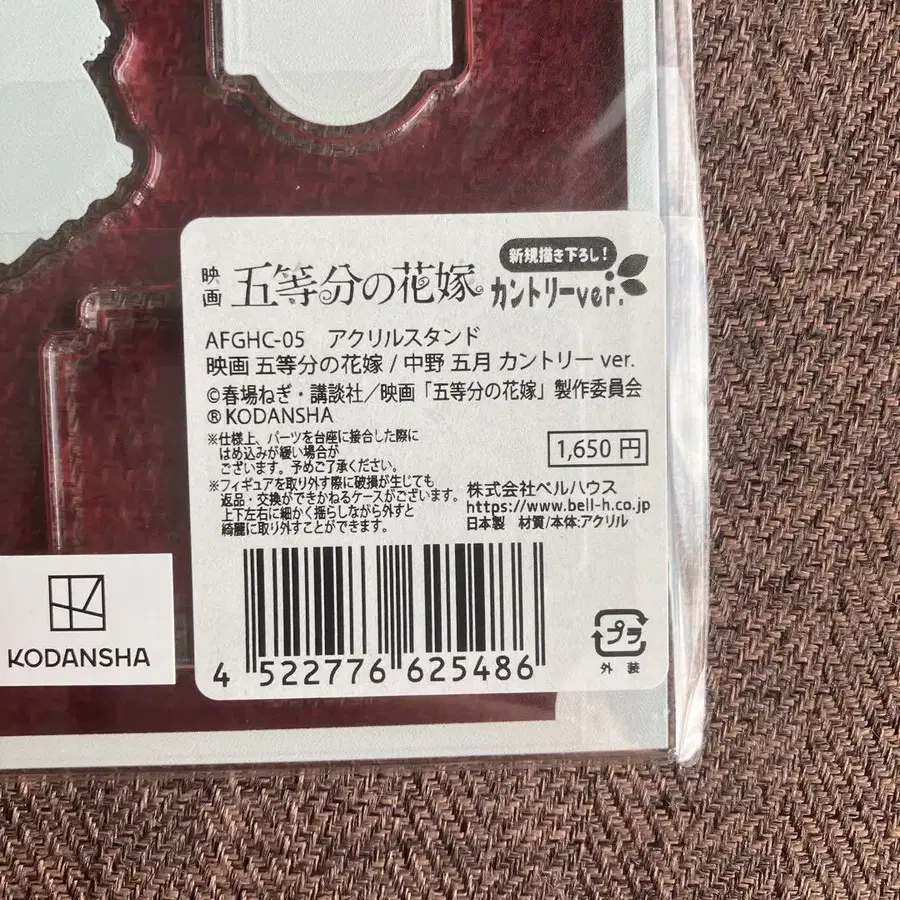 新規描き下ろし!
映画 五等分の花嫁 カントリーver.
AFGHC-05 アクリルスタンド
映画 五等分の花嫁 / 中野 五月 カントリー ver.
©春場ねぎ・講談社／映画「五等分の花嫁」製作委員会
®KODANSHA
※仕様上、パーツを台座に接合した際に
はめ込みが緩い場合が
ございます。予めご了承ください。
※フィギュアを取り外す際に破損が生じても
返品・交換ができかねるケースがございます。
上下左右に細かく揺らしながら外すと
綺麗に取り外すことができます。
1,650 円
株式会社ベルハウス
https://www.bell-h.co.jp
日本製 材質/本体:アクリル
4 522776 625486
プラ
外装
KODANSHA